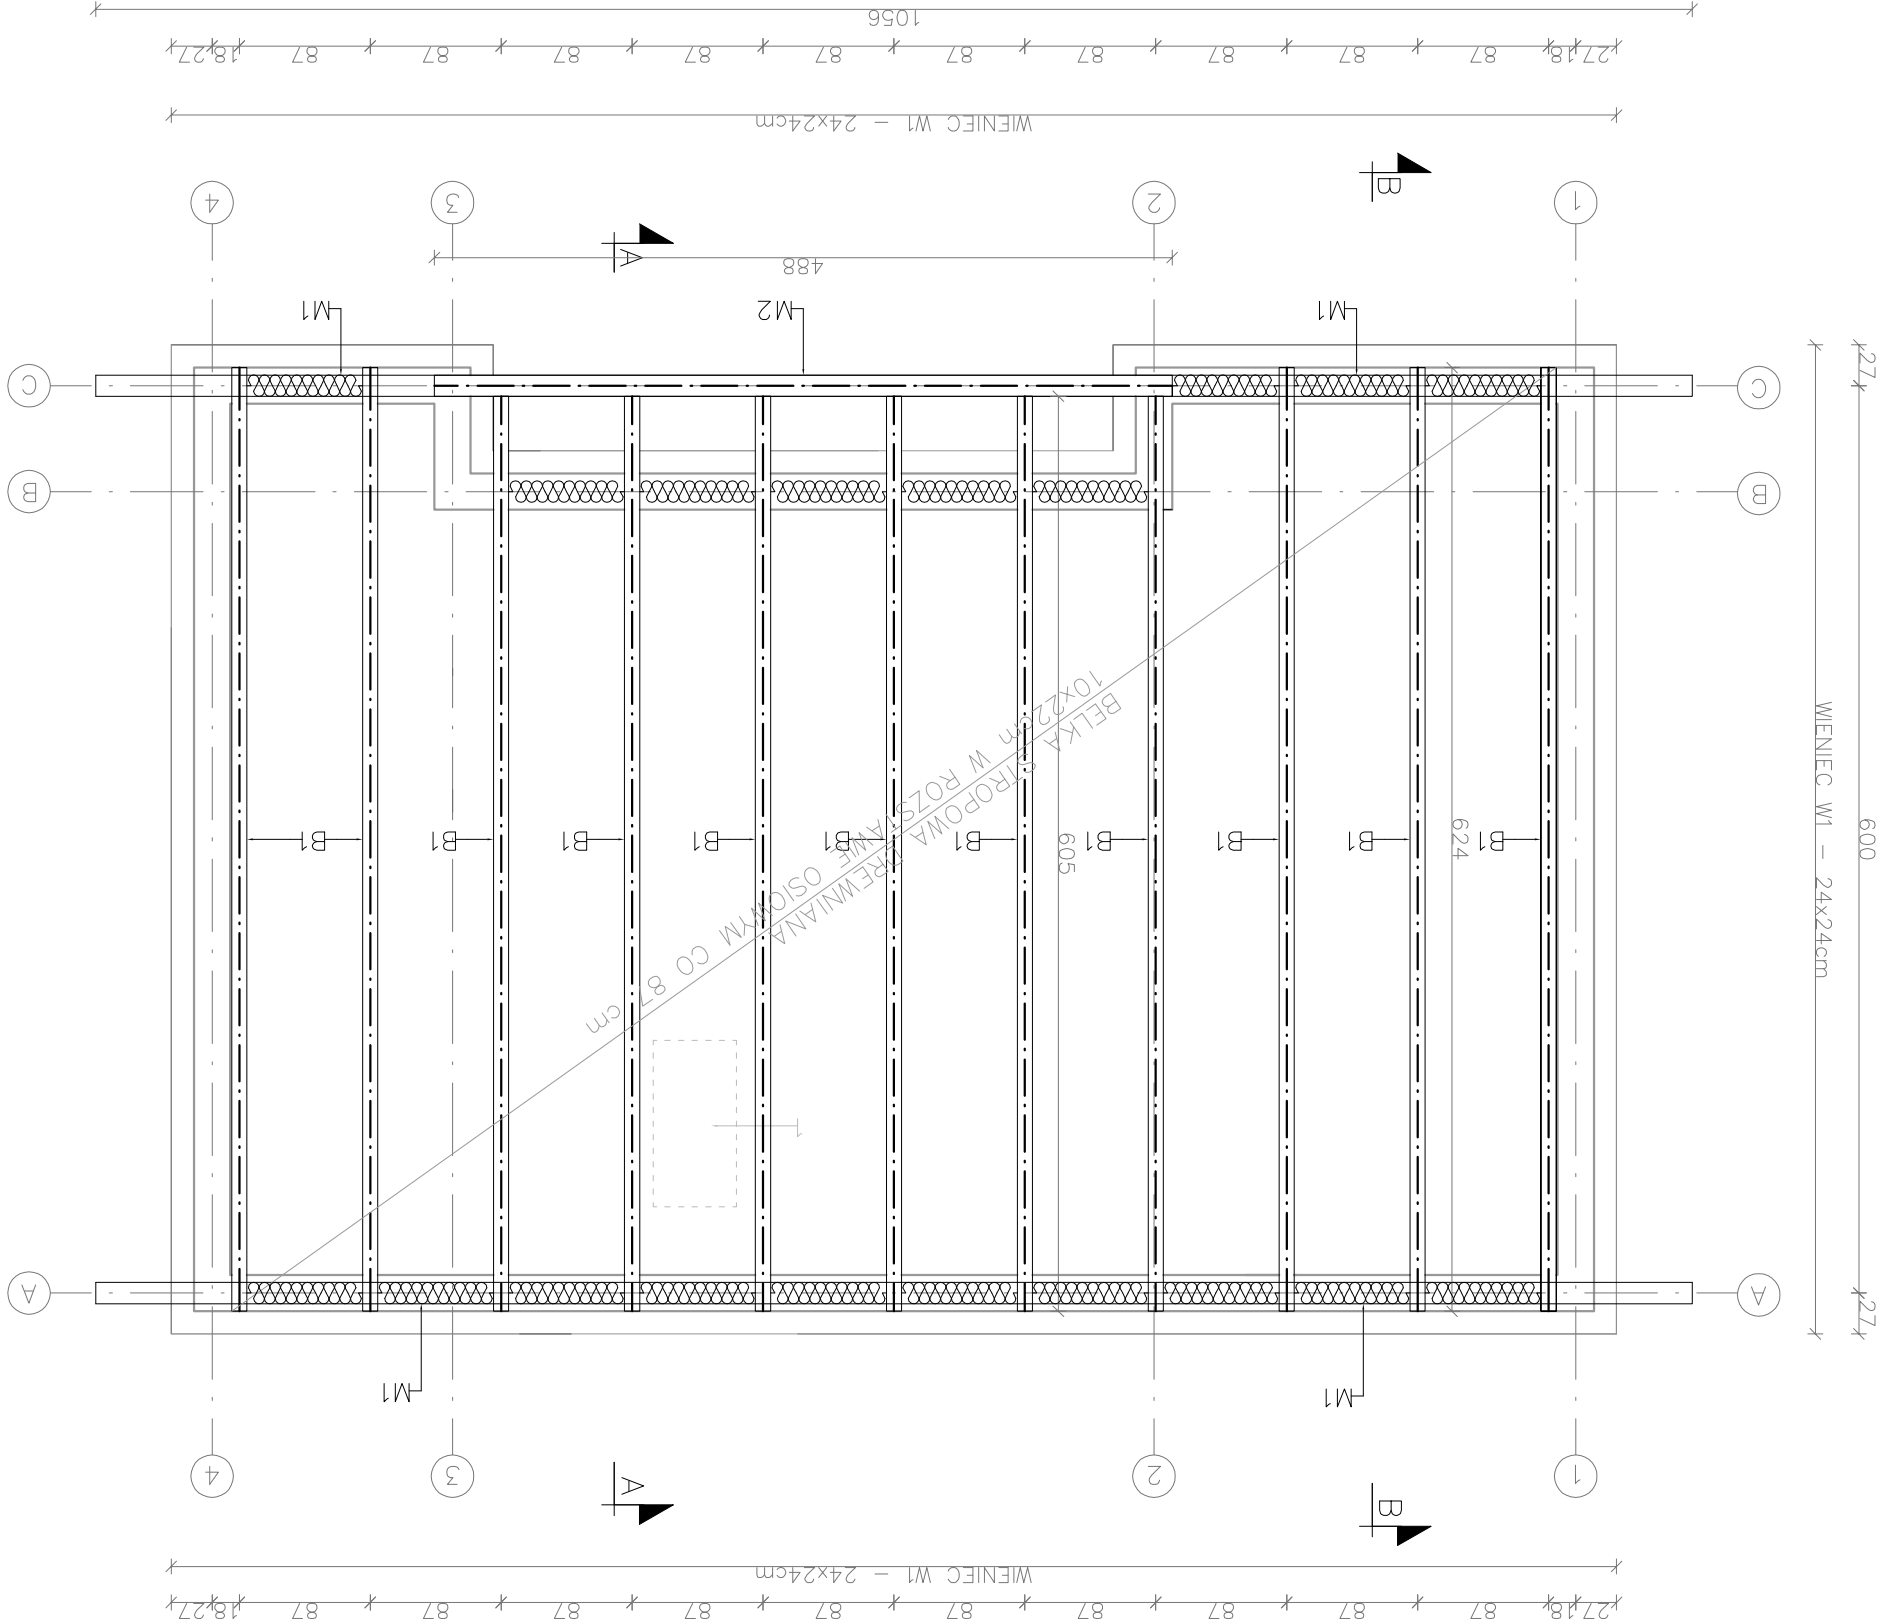 27 18 87 87 87 87 87 87 87 87 87 87 18 27
WIENIEC W1 - 24x24cm
B
A
1
2
3
4
M1
M1
27
A
A
1
600
WIENIEC W1 - 24x24cm
BELKA STROPOWA DREWNIANA
10x22cm W ROZSTAWIE OSIOWYM CO 87 cm
624
605
B1
B1
B1
B1
B1
B1
B1
B1
B1
B1
B
B
C
C
27
M1
M2
M1
488
A
1
2
3
4
B
WIENIEC W1 - 24x24cm
27 18 87 87 87 87 87 87 87 87 87 87 18 27
1056